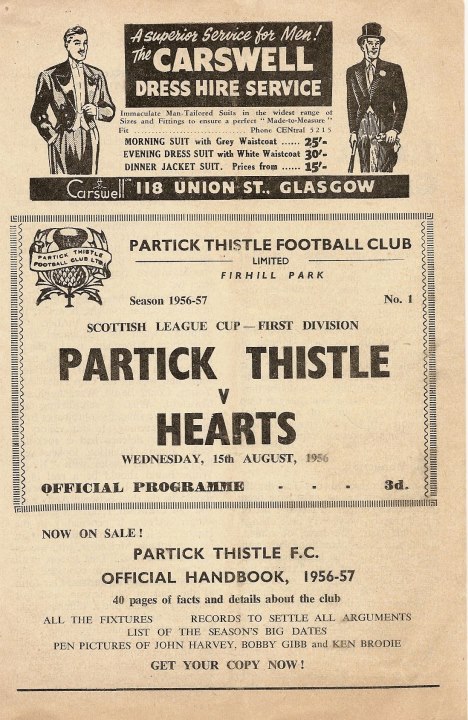 A superior Service for Men!
The CARSWELL
DRESS HIRE SERVICE
Immaculate Man-Tailored Suits in the widest range of
Sizes and Fittings to ensure a perfect "Made-to-Measure"
Fit .......................... Phone CENtral 5215
MORNING SUIT with Grey Waistcoat ...... 25'-
EVENING DRESS SUIT with White Waistcoat 30'-
DINNER JACKET SUIT. Prices from ...... 15'-
Carswell 118 UNION ST., GLASGOW
PARTICK THISTLE
FOOTBALL CLUB LTD.
PARTICK THISTLE FOOTBALL CLUB
LIMITED
FIRHILL PARK
Season 1956-57 No. 1
SCOTTISH LEAGUE CUP—FIRST DIVISION
PARTICK THISTLE
v
HEARTS
WEDNESDAY, 15th AUGUST, 1956
OFFICIAL PROGRAMME - - - 3d.
NOW ON SALE!
PARTICK THISTLE F.C.
OFFICIAL HANDBOOK, 1956-57
40 pages of facts and details about the club
ALL THE FIXTURES RECORDS TO SETTLE ALL ARGUMENTS
LIST OF THE SEASON'S BIG DATES
PEN PICTURES OF JOHN HARVEY, BOBBY GIBB and KEN BRODIE
GET YOUR COPY NOW!